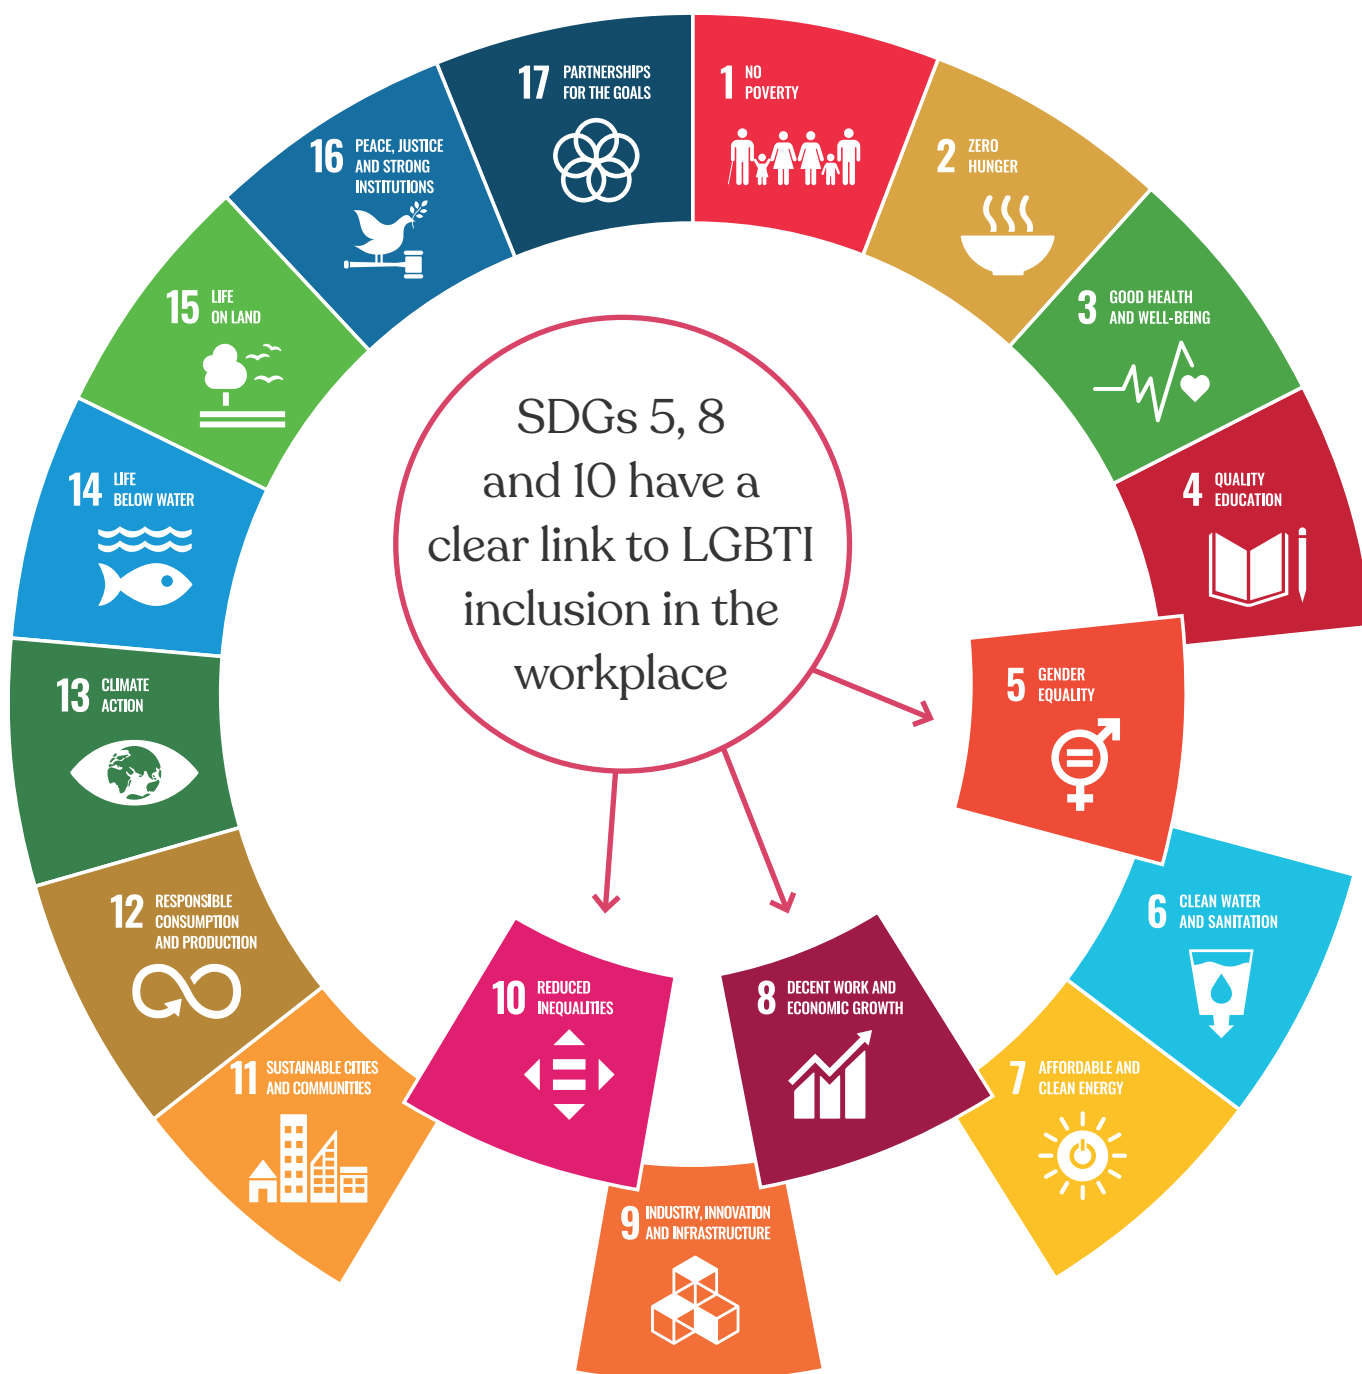 17 PARTNERSHIPS
FOR THE GOALS
1 NO
POVERTY
2 ZERO
HUNGER
3 GOOD HEALTH
AND WELL-BEING
4 QUALITY
EDUCATION
5 GENDER
EQUALITY
6 CLEAN WATER
AND SANITATION
7 AFFORDABLE AND
CLEAN ENERGY
8 DECENT WORK AND
ECONOMIC GROWTH
9 INDUSTRY, INNOVATION
AND INFRASTRUCTURE
10 REDUCED
INEQUALITIES
11 SUSTAINABLE CITIES
AND COMMUNITIES
12 RESPONSIBLE
CONSUMPTION
AND PRODUCTION
13 CLIMATE
ACTION
14 LIFE
BELOW WATER
15 LIFE
ON LAND
16 PEACE, JUSTICE
AND STRONG
INSTITUTIONS
SDGs 5, 8
and 10 have a
clear link to LGBTI
inclusion in the
workplace